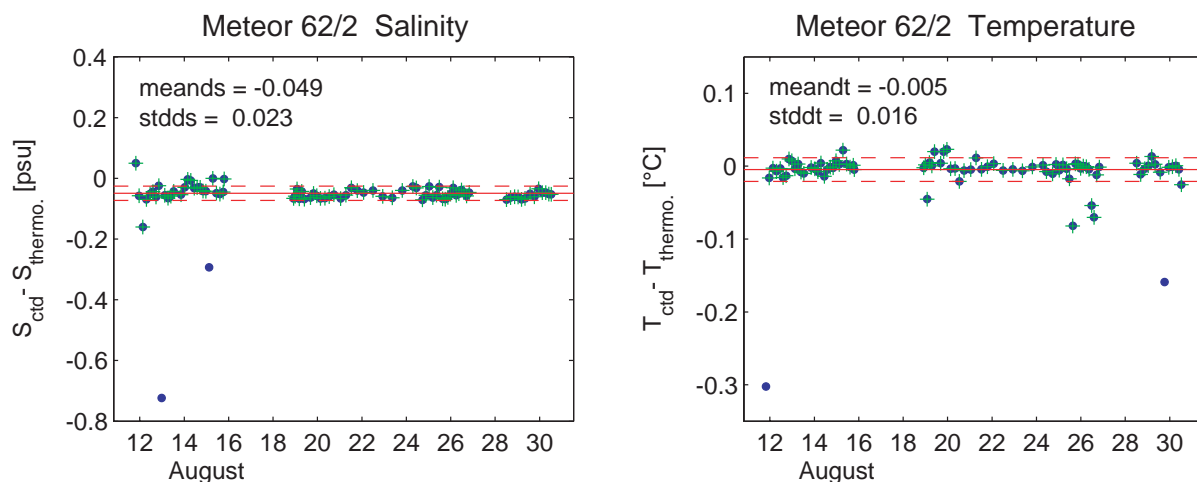 Meteor 62/2 Salinity
meands = -0.049
stdds = 0.023
0.4
0.2
0
-0.2
-0.4
-0.6
-0.8
S_ctd - S_thermo. [psu]
12 14 16 18 20 22 24 26 28 30
August
Meteor 62/2 Temperature
meandt = -0.005
stddt = 0.016
0.1
0
-0.1
-0.2
-0.3
T_ctd - T_thermo. [°C]
12 14 16 18 20 22 24 26 28 30
August